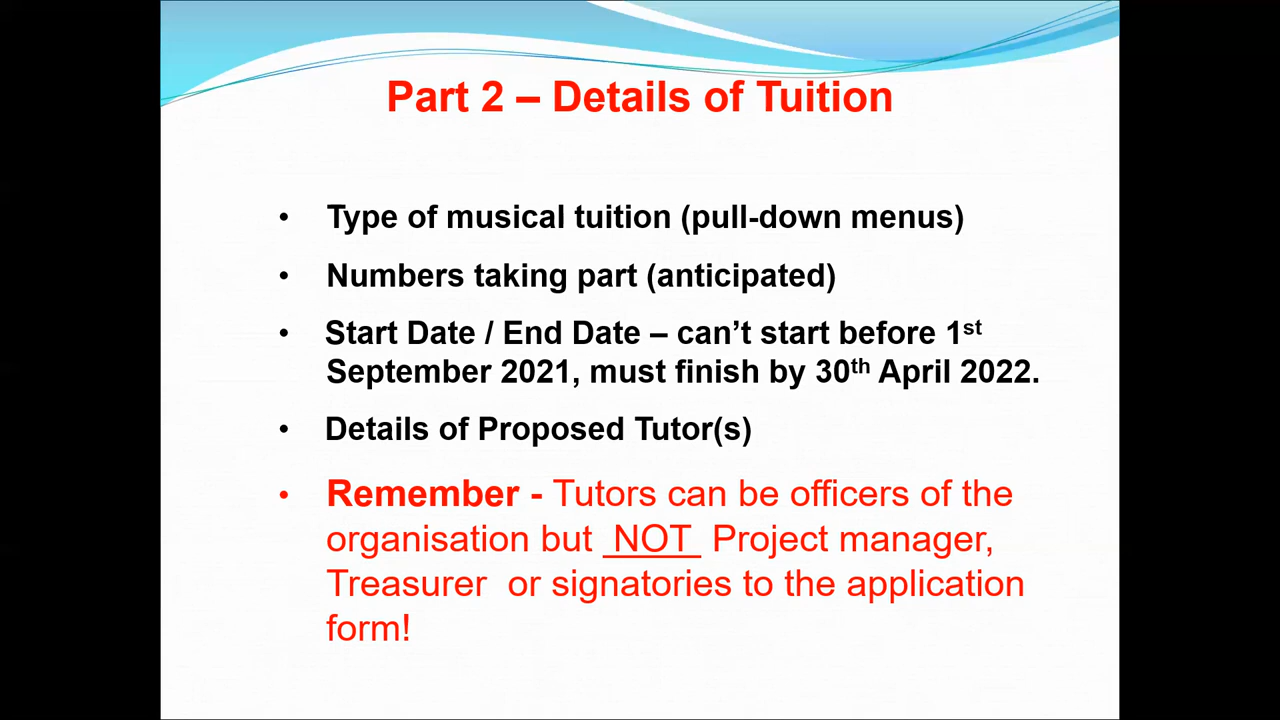 Part 2 – Details of Tuition
• Type of musical tuition (pull-down menus)
• Numbers taking part (anticipated)
• Start Date / End Date – can’t start before 1st
September 2021, must finish by 30th April 2022.
• Details of Proposed Tutor(s)
• Remember - Tutors can be officers of the
organisation but NOT Project manager,
Treasurer or signatories to the application
form!